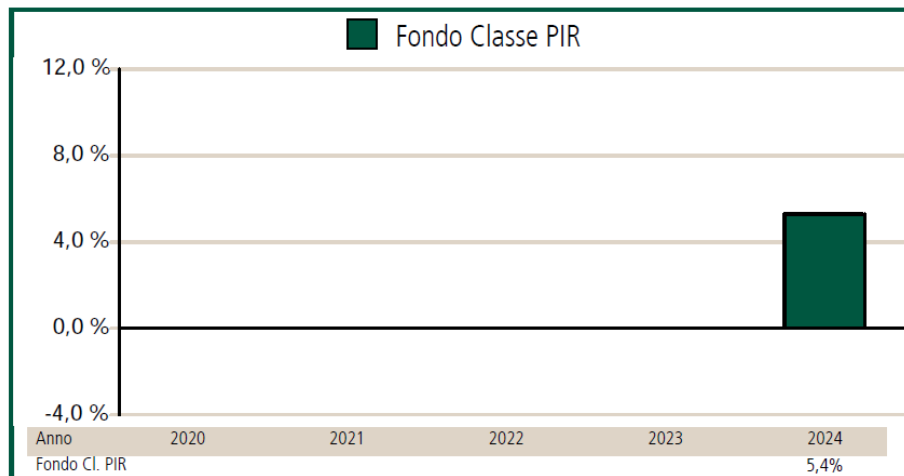 Fondo Classe PIR
12,0 %
8,0 %
4,0 %
0,0 %
-4,0 %
Anno 2020 2021 2022 2023 2024
Fondo Cl. PIR 5,4%